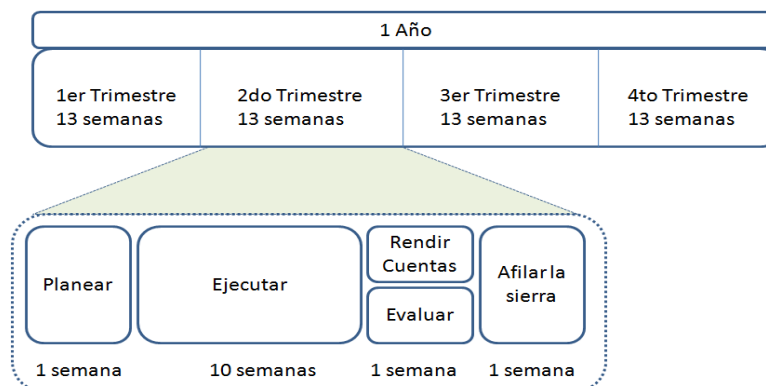 1 Año
1er Trimestre
13 semanas
2do Trimestre
13 semanas
3er Trimestre
13 semanas
4to Trimestre
13 semanas
Planear
Ejecutar
Rendir
Cuentas
Evaluar
Afilar la
sierra
1 semana
10 semanas
1 semana
1 semana